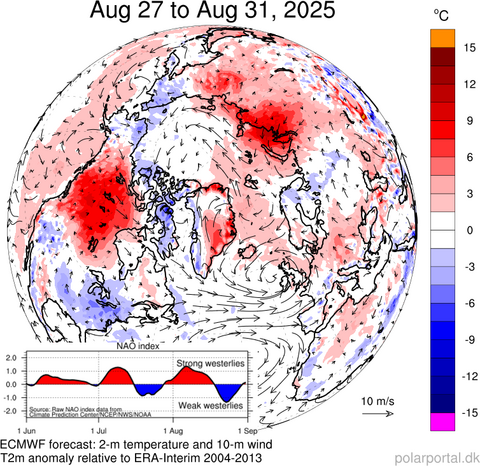 Aug 27 to Aug 31, 2025
°C
15
12
9
6
3
0
-3
-6
-9
-12
-15
10 m/s
NAO index
2.0
1.0
0.0
-1.0
-2.0
Strong westerlies
Weak westerlies
Source: Raw NAO index data from
Climate Prediction Center/NCEP/NWS/NOAA
1 Jun
1 Jul
1 Aug
1 Sep
ECMWF forecast: 2-m temperature and 10-m wind
T2m anomaly relative to ERA-Interim 2004-2013
polarportal.dk